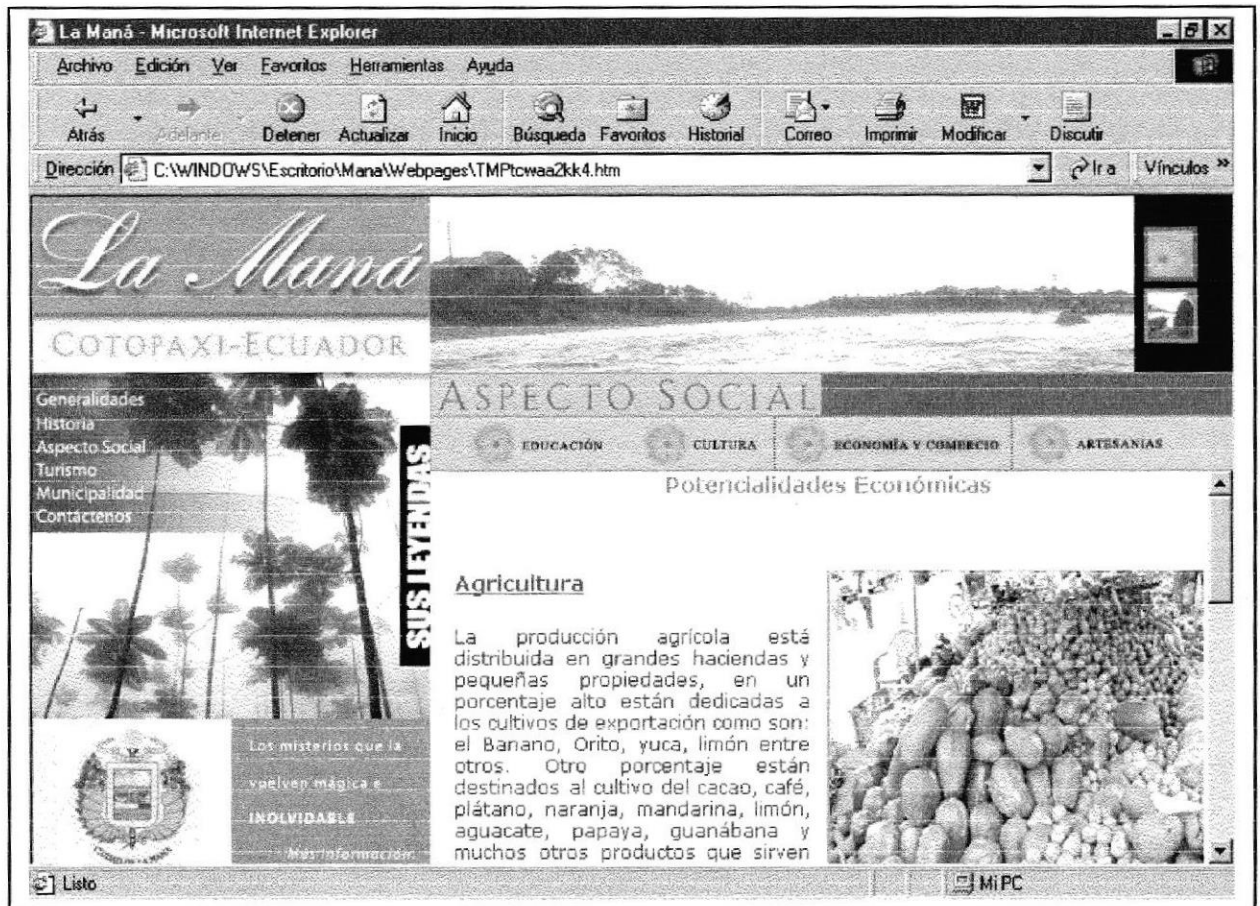 La Maná - Microsoft Internet Explorer
Archivo Edición Ver Favoritos Herramientas Ayuda
Atrás Adelante Detener Actualizar Inicio Búsqueda Favoritos Historial Correo Imprimir Modificar Discutir
Dirección C:\WINDOWS\Escritorio\Mana\Webpages\TMPtcwaa2kk4.htm Ir a Vínculos »
La Maná
COTOPAXI-ECUADOR
Generalidades
Historia
Aspecto Social
Turismo
Municipalidad
Contáctenos
SUS LEYENDAS
Los misterios que la
vuelven mágica e
INOLVIDABLE
Más información.
ASPECTO SOCIAL
EDUCACIÓN CULTURA ECONOMÍA Y COMERCIO ARTESANIAS
Potencialidades Económicas
Agricultura
La producción agrícola está
distribuida en grandes haciendas y
pequeñas propiedades, en un
porcentaje alto están dedicadas a
los cultivos de exportación como son:
el Banano, Orito, yuca, limón entre
otros. Otro porcentaje están
destinados al cultivo del cacao, café,
plátano, naranja, mandarina, limón,
aguacate, papaya, guanábana y
muchos otros productos que sirven
Listo Mi PC